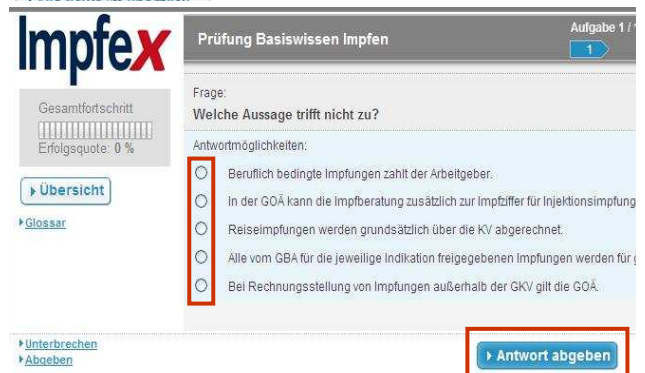 Impfex
Prüfung Basiswissen Impfen
Aufgabe 1 /
1
Gesamtfortschritt
Erfolgsquote: 0 %
Übersicht
Glossar
Frage:
Welche Aussage trifft nicht zu?
Antwortmöglichkeiten:
Beruflich bedingte Impfungen zahlt der Arbeitgeber.
In der GOÄ kann die Impfberatung zusätzlich zur Impfziffer für Injektionsimpfung
Reiseimpfungen werden grundsätzlich über die KV abgerechnet.
Alle vom GBA für die jeweilige Indikation freigegebenen Impfungen werden für
Bei Rechnungsstellung von Impfungen außerhalb der GKV gilt die GOÄ.
Unterbrechen
Abgeben
Antwort abgeben